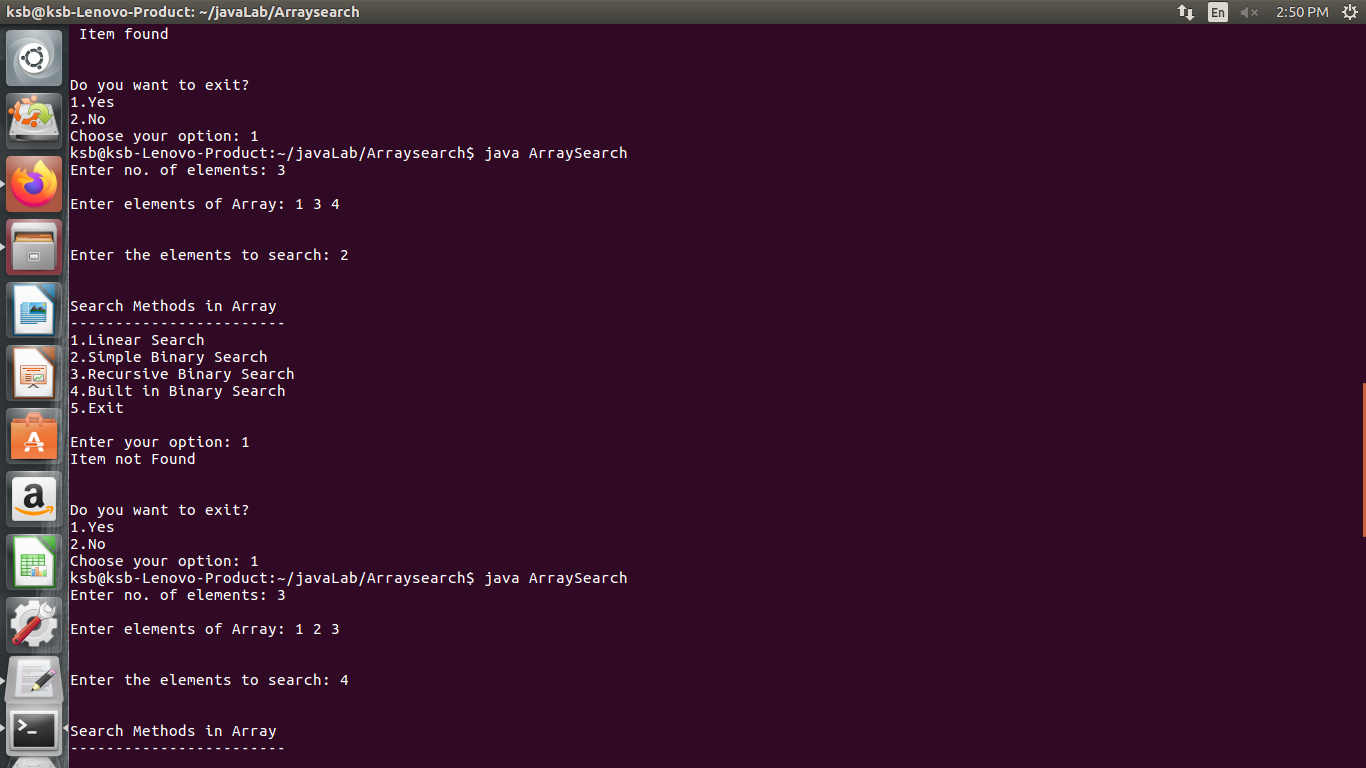 ksb@ksb-Lenovo-Product: ~/javaLab/Arraysearch
En
2:50 PM
Item found
Do you want to exit?
1.Yes
2.No
Choose your option: 1
ksb@ksb-Lenovo-Product:~/javaLab/Arraysearch$ java ArraySearch
Enter no. of elements: 3
Enter elements of Array: 1 3 4
Enter the elements to search: 2
Search Methods in Array
------------------------
1.Linear Search
2.Simple Binary Search
3.Recursive Binary Search
4.Built in Binary Search
5.Exit
Enter your option: 1
Item not Found
Do you want to exit?
1.Yes
2.No
Choose your option: 1
ksb@ksb-Lenovo-Product:~/javaLab/Arraysearch$ java ArraySearch
Enter no. of elements: 3
Enter elements of Array: 1 2 3
Enter the elements to search: 4
Search Methods in Array
------------------------